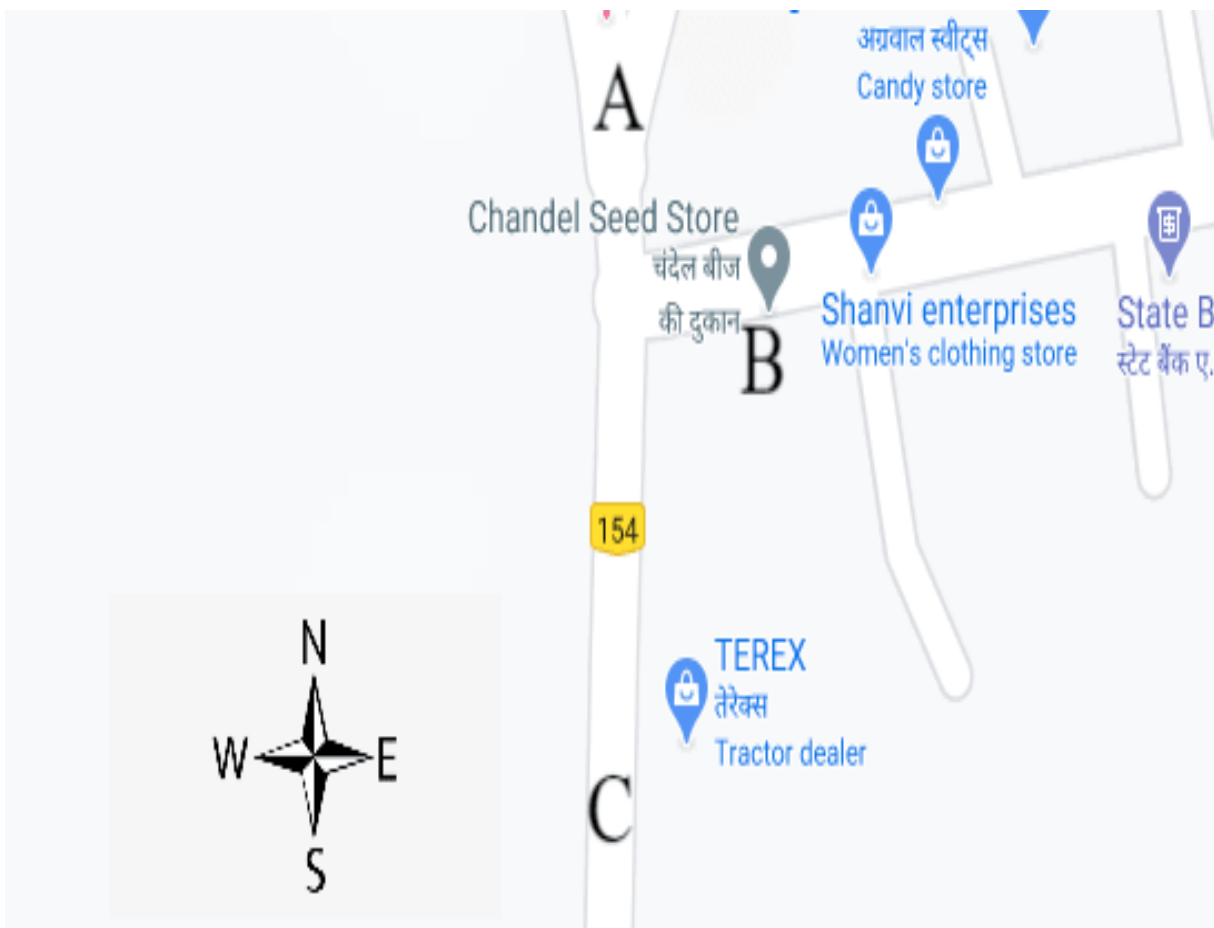 अग्रवाल स्वीट्स
Candy store
A
Chandel Seed Store
चंदेल बीज
की दुकान
B
Shanvi enterprises
Women's clothing store
State B
स्टेट बैंक ए.
154
TEREX
तेरेक्स
Tractor dealer
N
W E
S
C